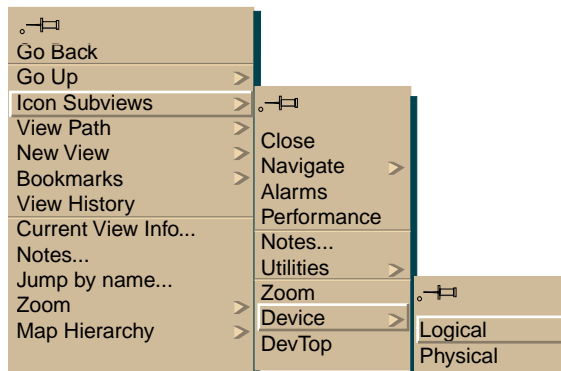 Go Back
Go Up
Icon Subviews
View Path
New View
Bookmarks
View History
Current View Info...
Notes...
Jump by name...
Zoom
Map Hierarchy
Close
Navigate
Alarms
Performance
Notes...
Utilities
Zoom
Device
DevTop
Logical
Physical